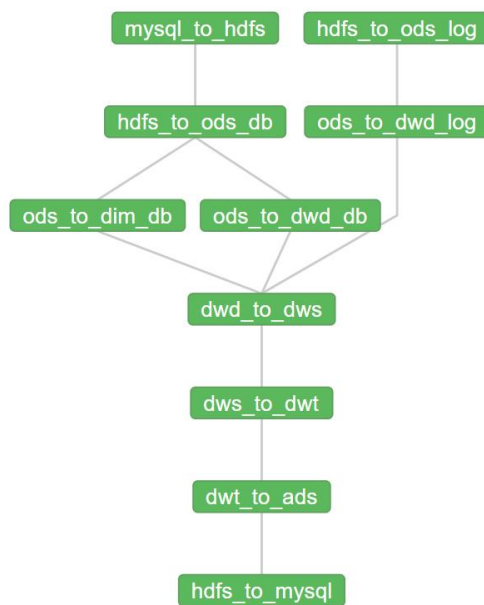 mysql_to_hdfs
hdfs_to_ods_log
hdfs_to_ods_db
ods_to_dwd_log
ods_to_dim_db
ods_to_dwd_db
dwd_to_dws
dws_to_dwt
dwt_to_ads
hdfs_to_mysql